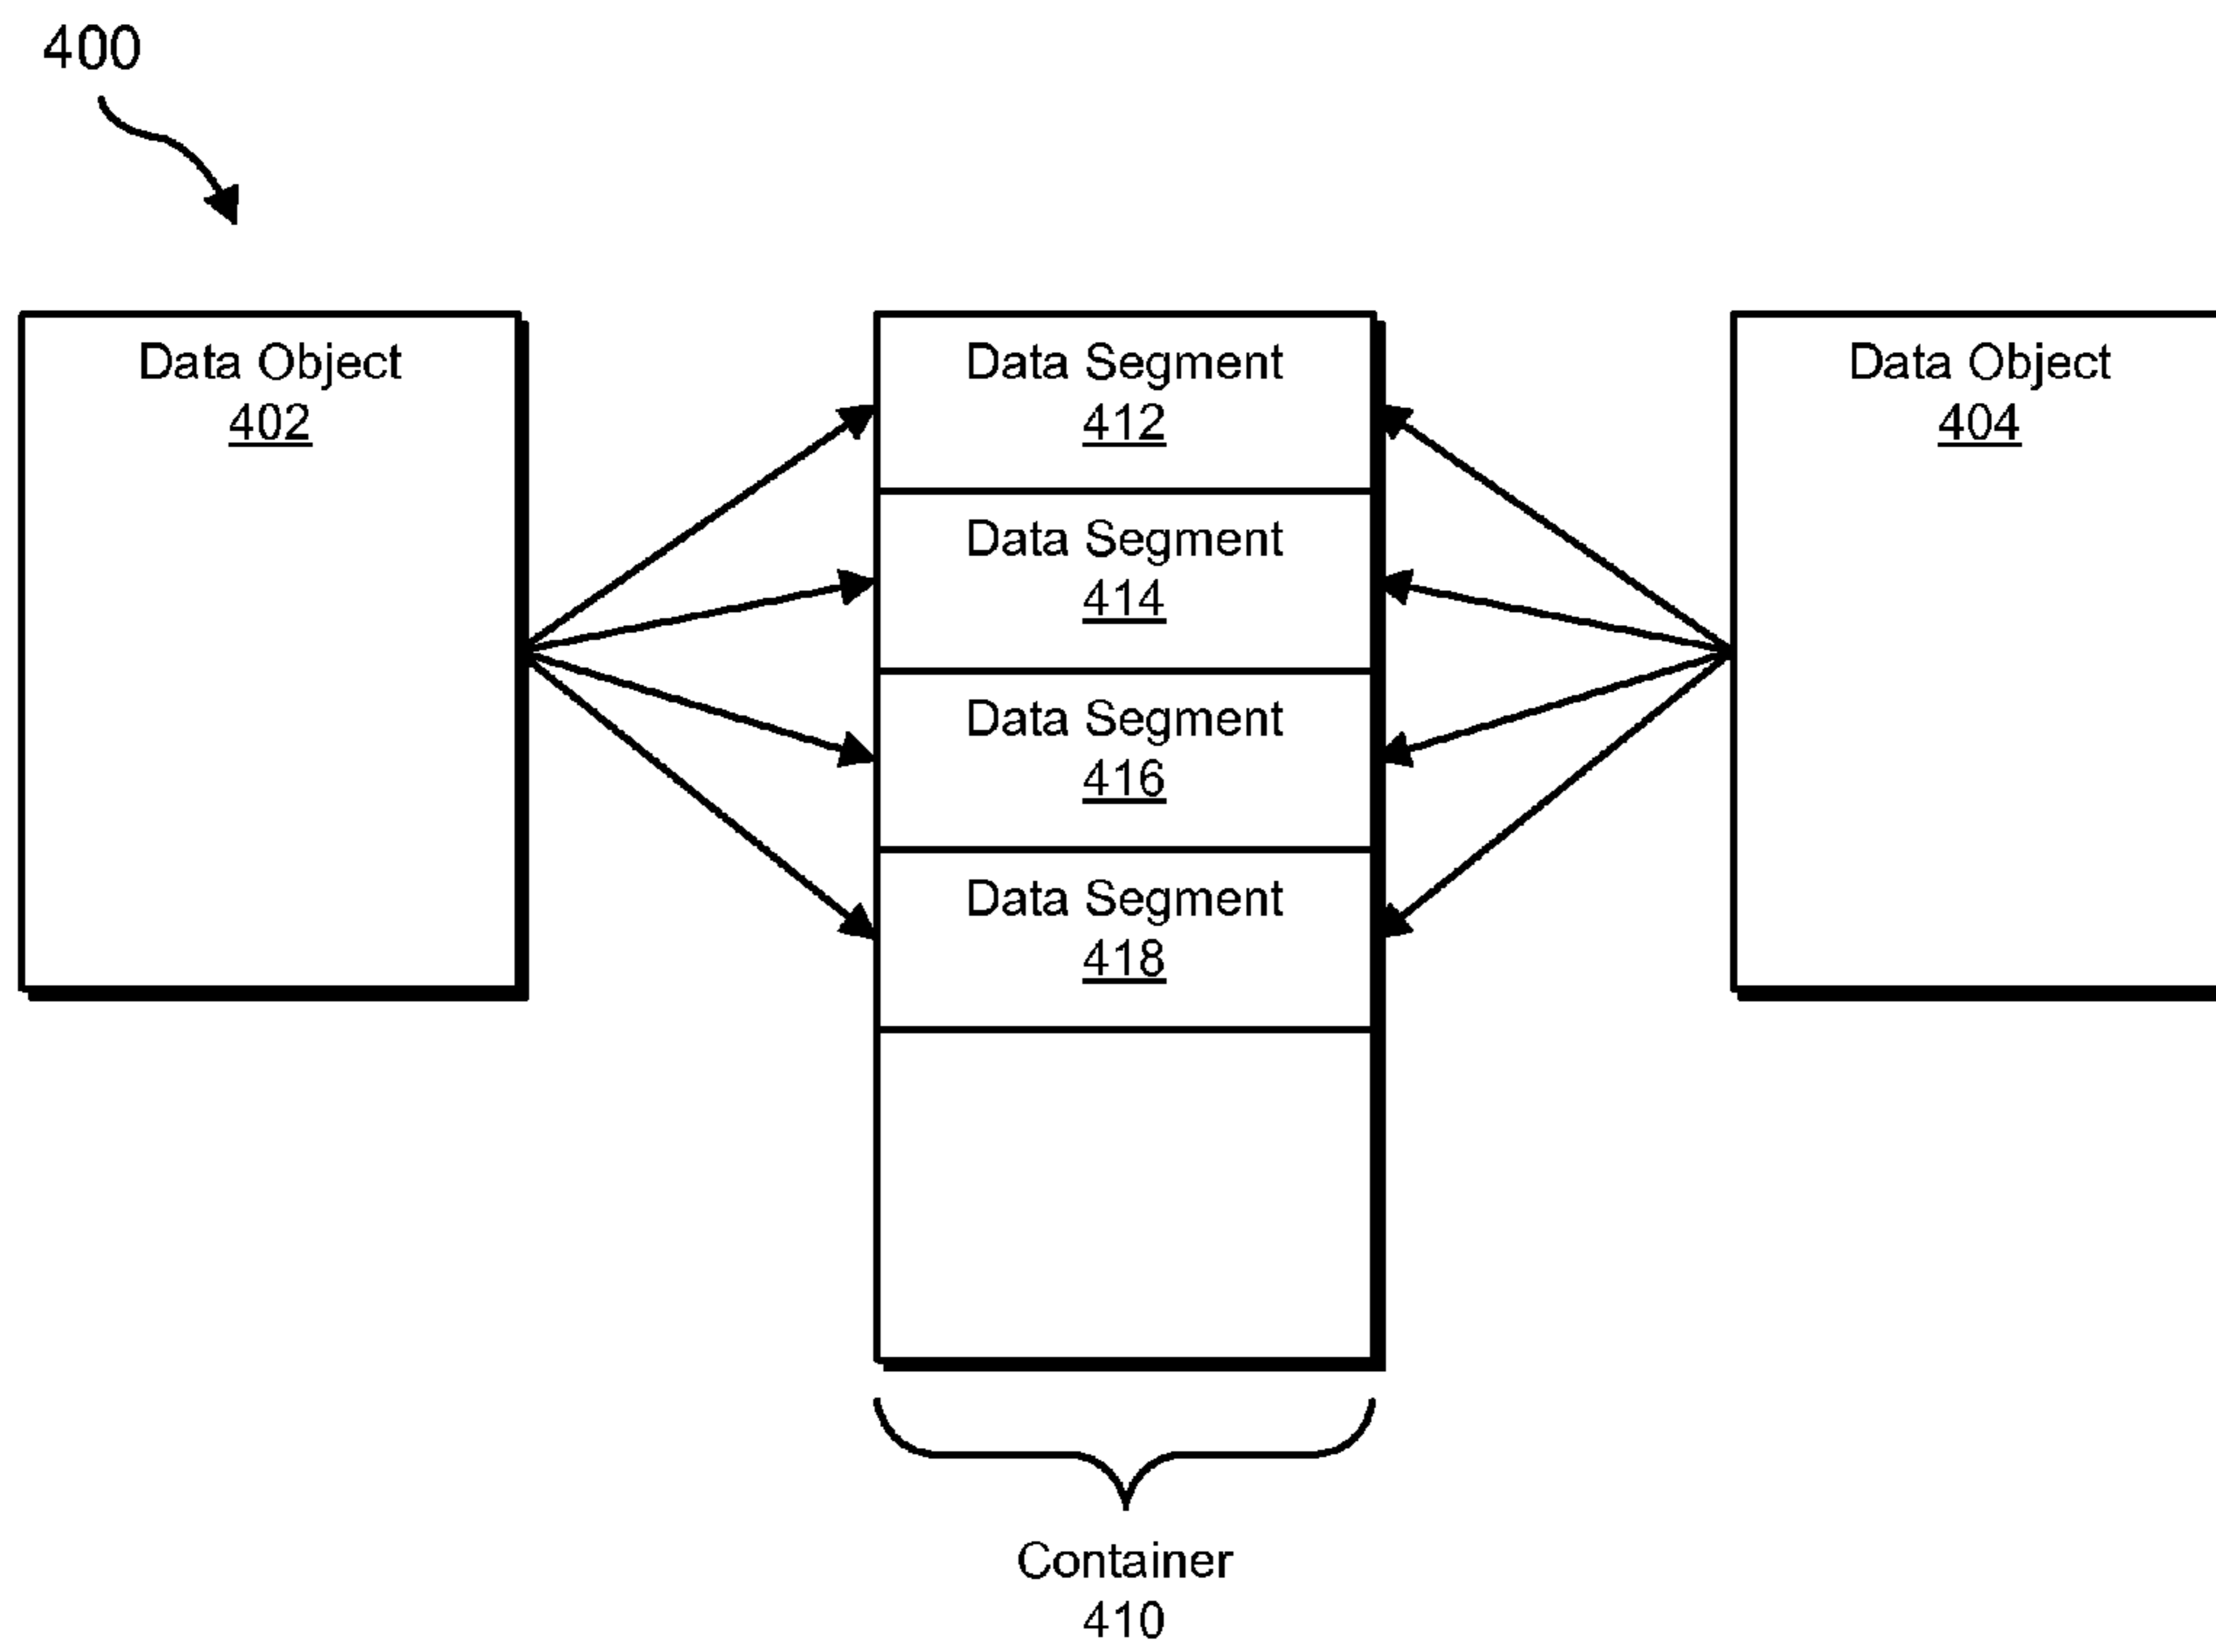 400
Data Object
402
Data Segment
412
Data Object
404
Data Segment
414
Data Segment
416
Data Segment
418
Container
410